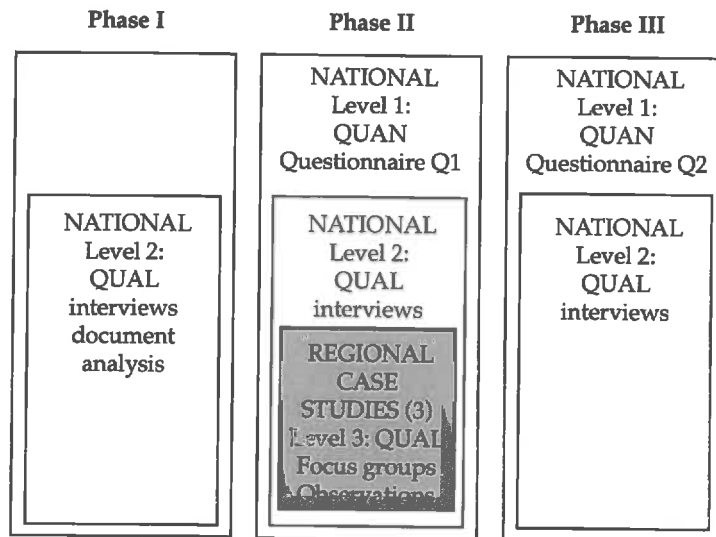 Phase I
NATIONAL
Level 2:
QUAL
interviews
document
analysis
Phase II
NATIONAL
Level 1:
QUAN
Questionnaire Q1
NATIONAL
Level 2:
QUAL
interviews
REGIONAL
CASE
STUDIES (3)
Level 3: QUAL
Focus groups
Observations
Phase III
NATIONAL
Level 1:
QUAN
Questionnaire Q2
NATIONAL
Level 2:
QUAL
interviews